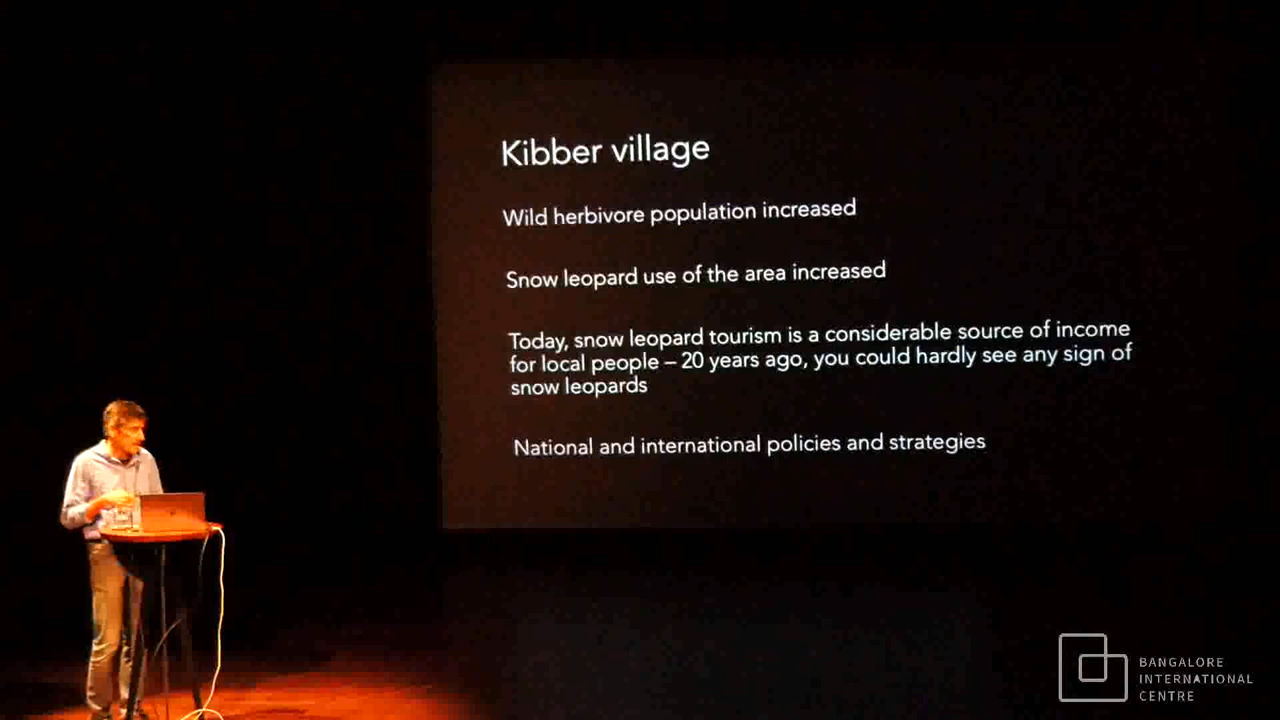 Kibber village
Wild herbivore population increased
Snow leopard use of the area increased
Today, snow leopard tourism is a considerable source of income
for local people – 20 years ago, you could hardly see any sign of
snow leopards
National and international policies and strategies
BANGALORE
INTERNATIONAL
CENTRE